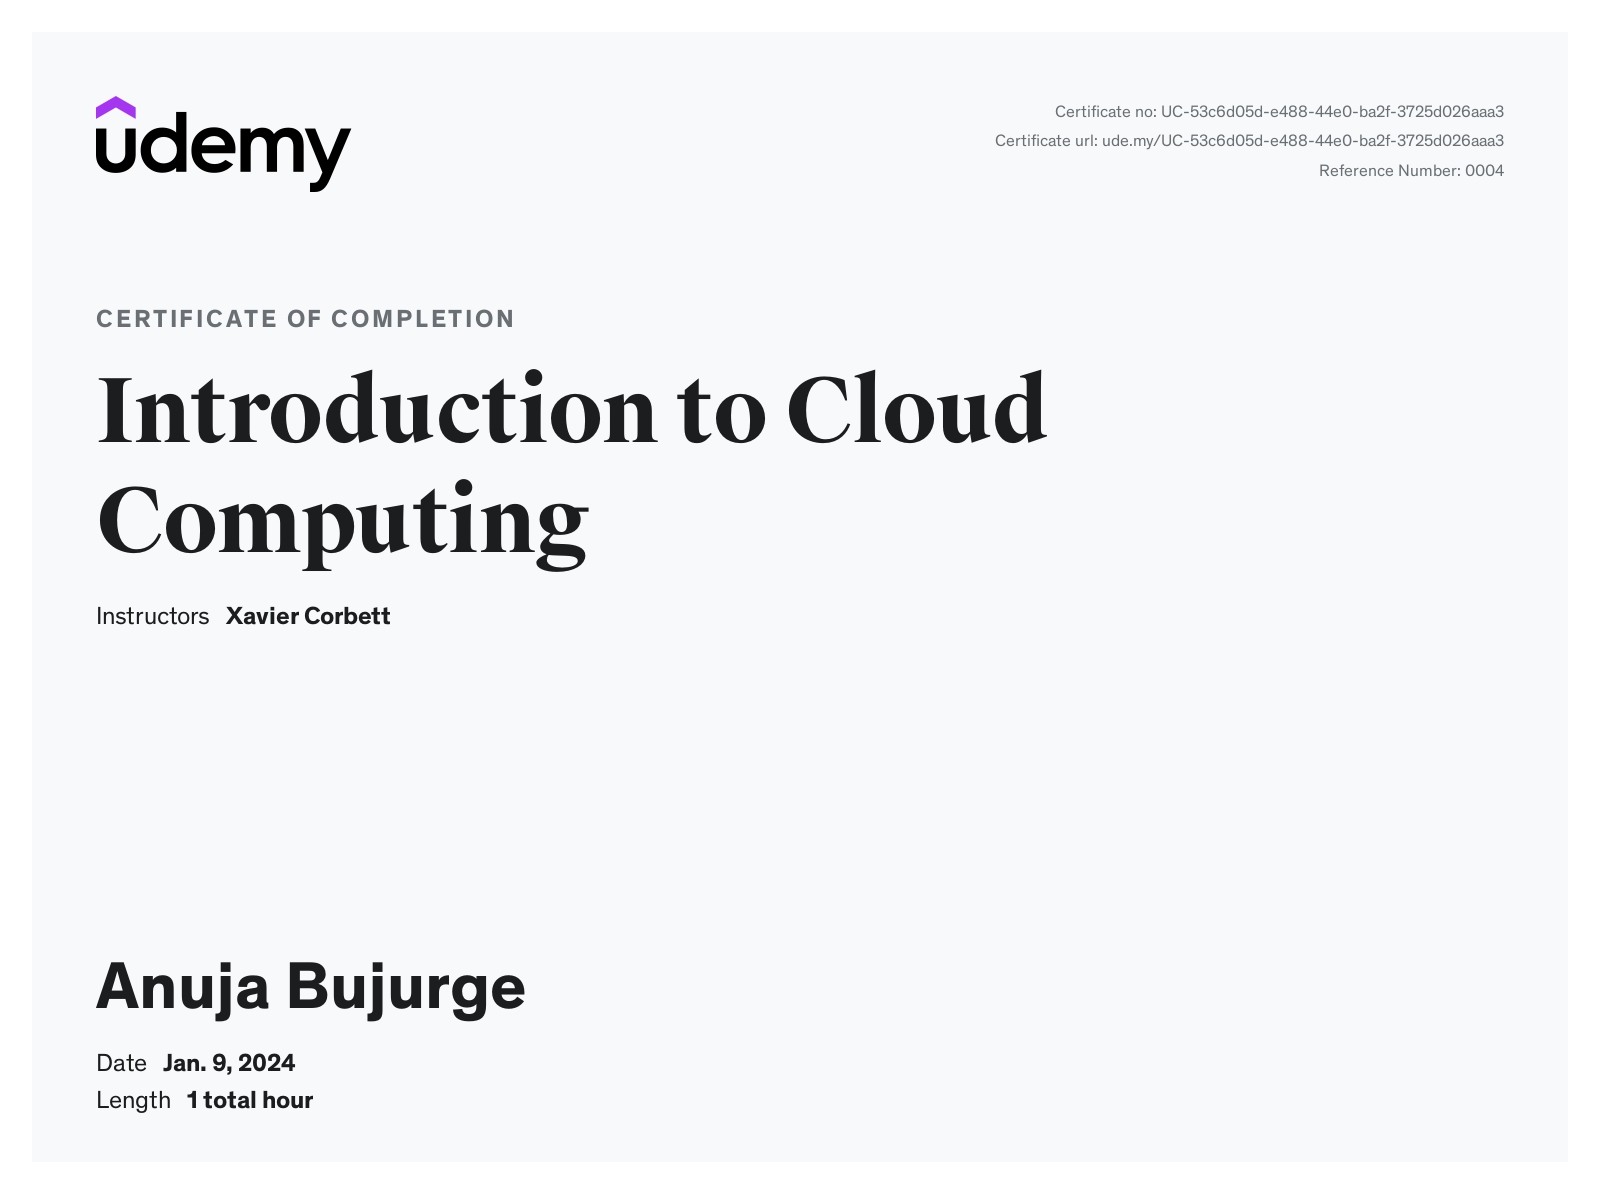 udemy
Certificate no: UC-53c6d05d-e488-44e0-ba2f-3725d026aaa3
Certificate url: ude.my/UC-53c6d05d-e488-44e0-ba2f-3725d026aaa3
Reference Number: 0004
CERTIFICATE OF COMPLETION
Introduction to Cloud
Computing
Instructors Xavier Corbett
Anuja Bujurge
Date Jan. 9, 2024
Length 1 total hour